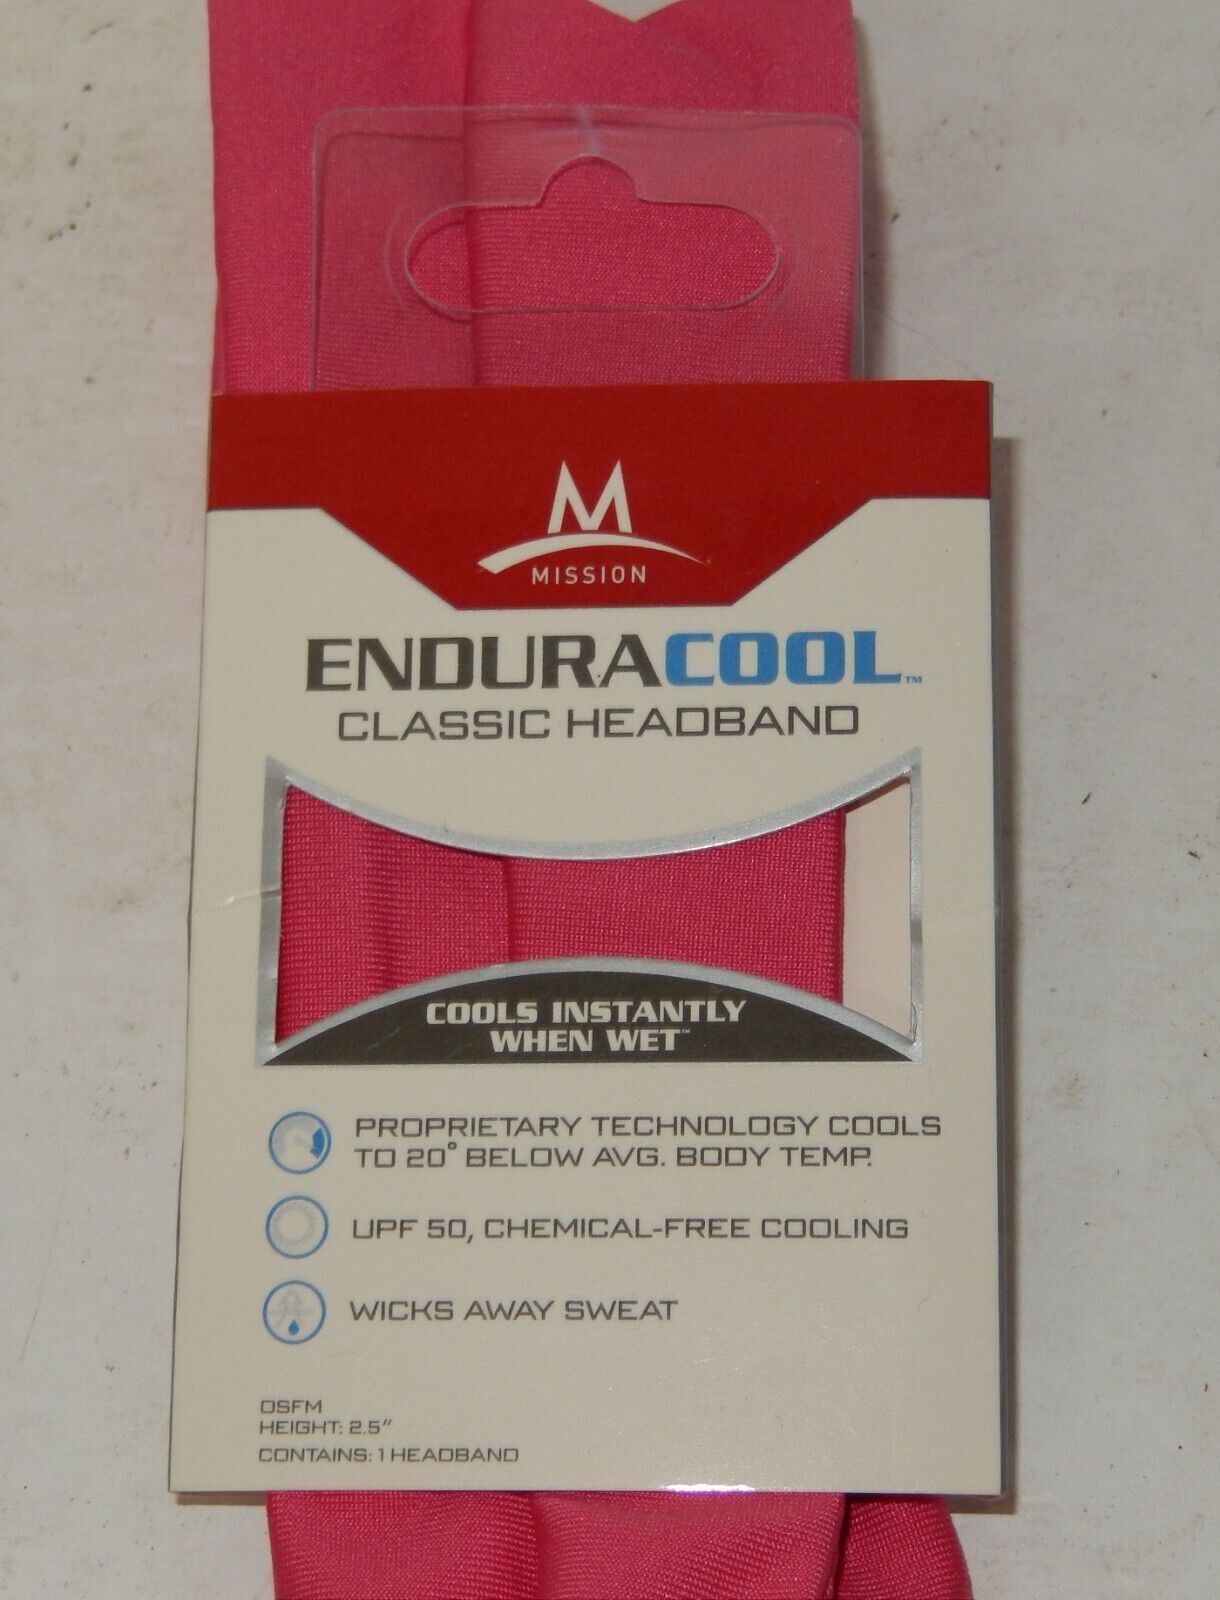 M
MISSION
ENDURACOOL™
CLASSIC HEADBAND
COOLS INSTANTLY
WHEN WET™
PROPRIETARY TECHNOLOGY COOLS
TO 20° BELOW AVG. BODY TEMP.
UPF 50, CHEMICAL-FREE COOLING
WICKS AWAY SWEAT
OSFM
HEIGHT: 2.5"
CONTAINS: 1 HEADBAND